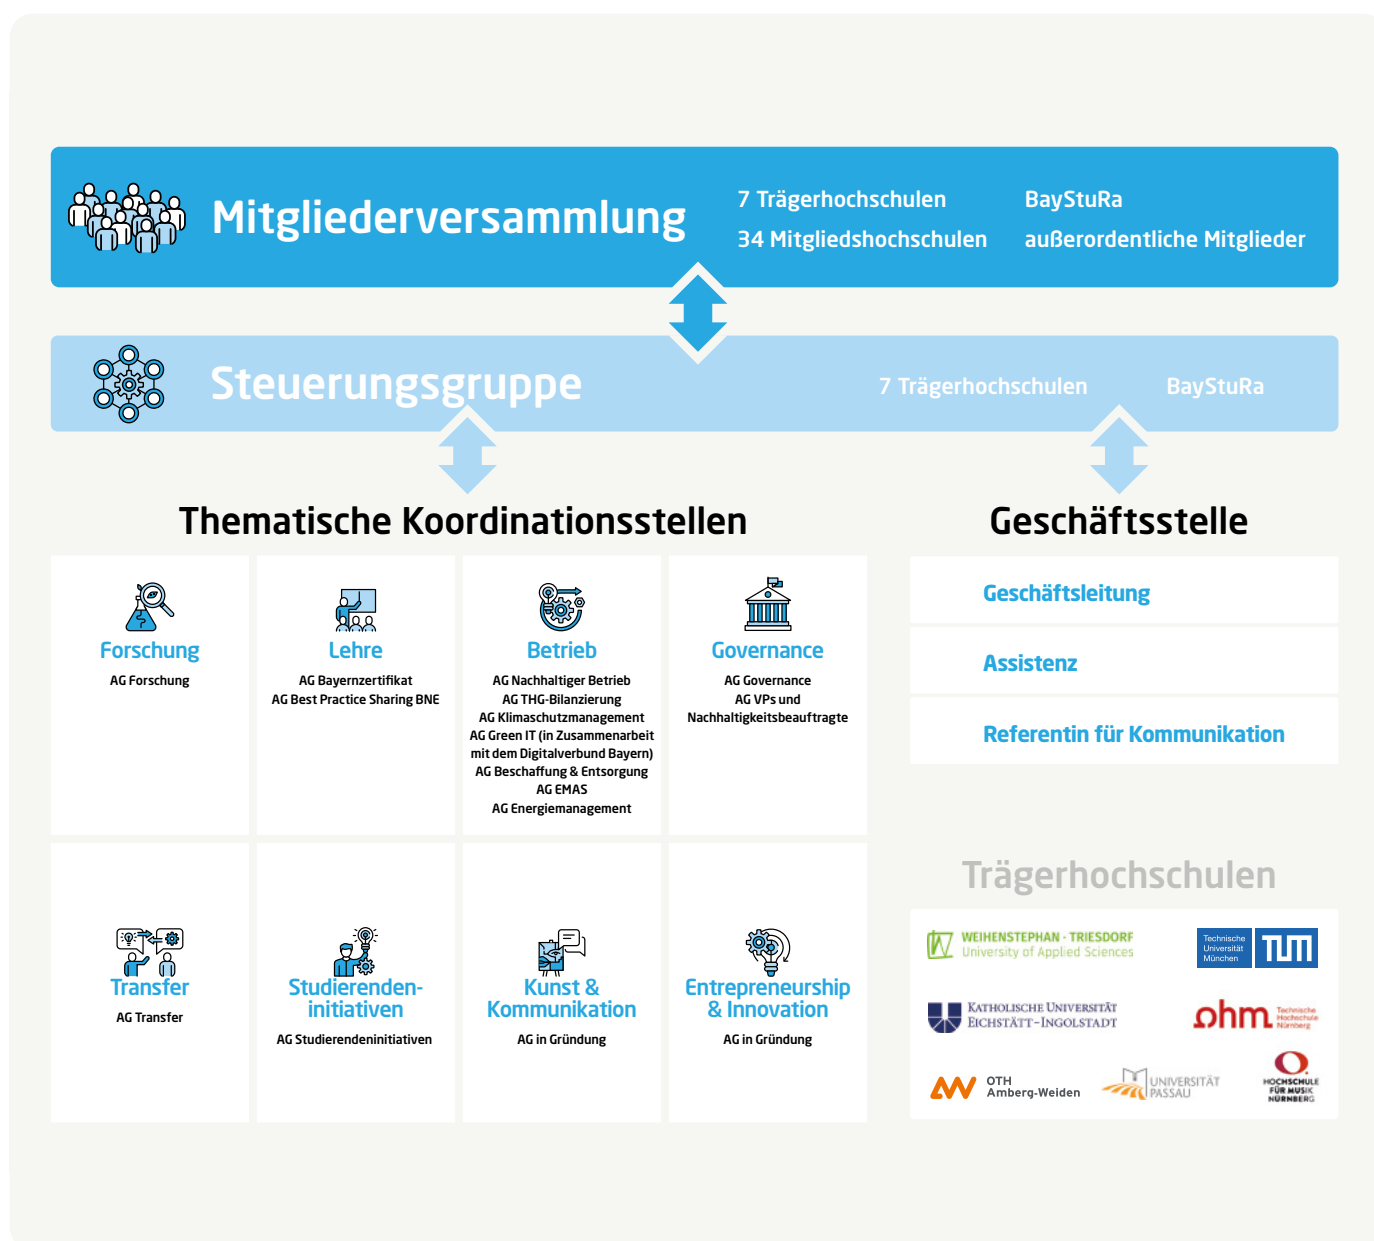 Mitgliederversammlung
7 Trägerhochschulen
34 Mitgliedshochschulen
BayStuRa
außerordentliche Mitglieder
Steuerungsgruppe
7 Trägerhochschulen
BayStuRa
Thematische Koordinationsstellen
Forschung
AG Forschung
Lehre
AG Bayernzertifikat
AG Best Practice Sharing BNE
Betrieb
AG Nachhaltiger Betrieb
AG THG-Bilanzierung
AG Klimaschutzmanagement
AG Green IT (in Zusammenarbeit
mit dem Digitalverbund Bayern)
AG Beschaffung & Entsorgung
AG EMAS
AG Energiemanagement
Governance
AG Governance
AG VPs und
Nachhaltigkeitsbeauftragte
Transfer
AG Transfer
Studierenden-
initiativen
AG Studierendeninitiativen
Kunst &
Kommunikation
AG in Gründung
Entrepreneurship
& Innovation
AG in Gründung
Geschäftsstelle
Geschäftsleitung
Assistenz
Referentin für Kommunikation
Trägerhochschulen
WEIHENSTEPHAN · TRIESDORF
University of Applied Sciences
Technische
Universität
München
TUM
KATHOLISCHE UNIVERSITÄT
EICHSTÄTT-INGOLSTADT
ohm
Technische
Hochschule
Nürnberg
OTH
Amberg-Weiden
UNIVERSITÄT
PASSAU
HOCHSCHULE
FÜR MUSIK
NÜRNBERG